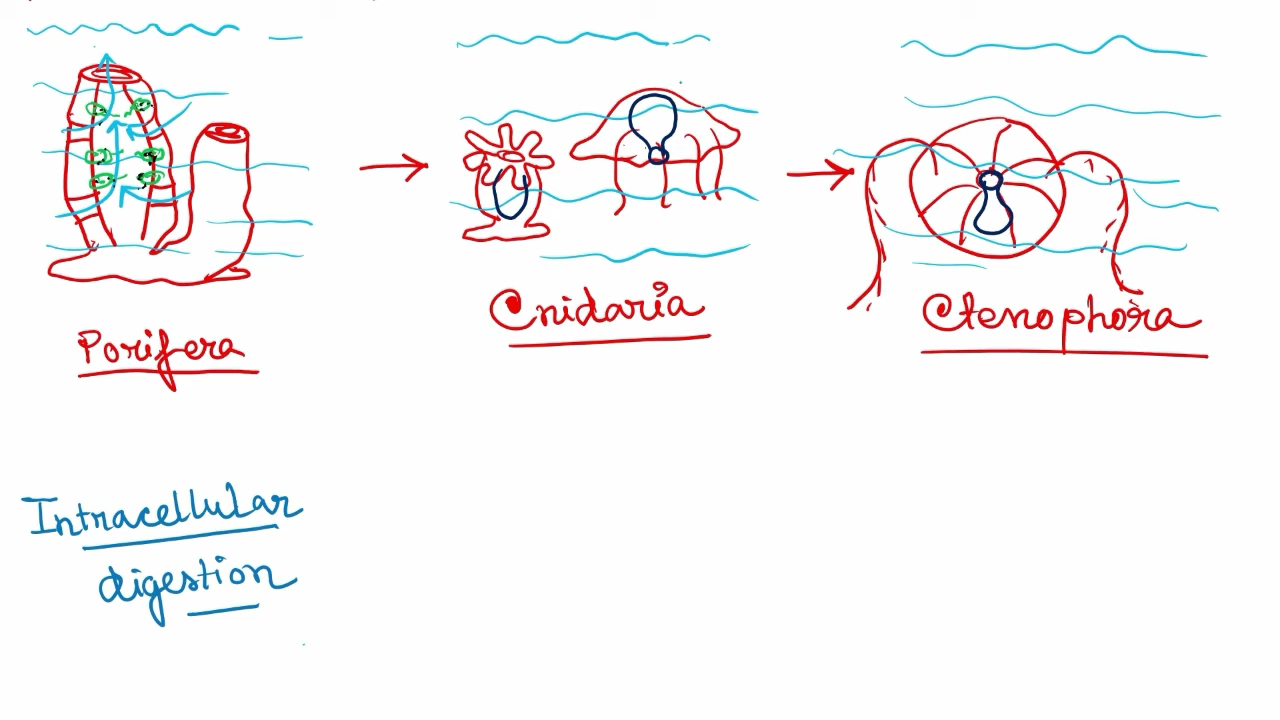 Porifera
Cnidaria
Ctenophora
Intracellular
digestion